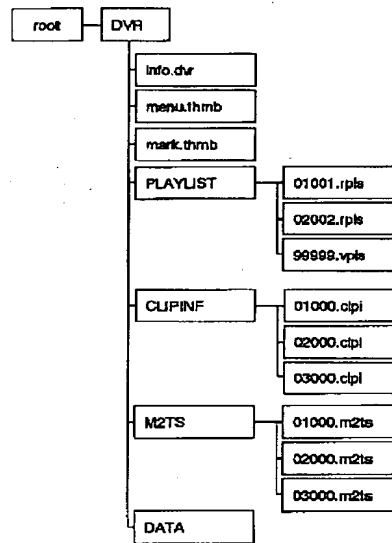 root DVR
info.dvr
menu.thmb
mark.thmb
PLAYLIST 01001.rpls
02002.rpls
99999.vpls
CLIPINF 01000.clpi
02000.clpi
03000.clpi
M2TS 01000.m2ts
02000.m2ts
03000.m2ts
DATA